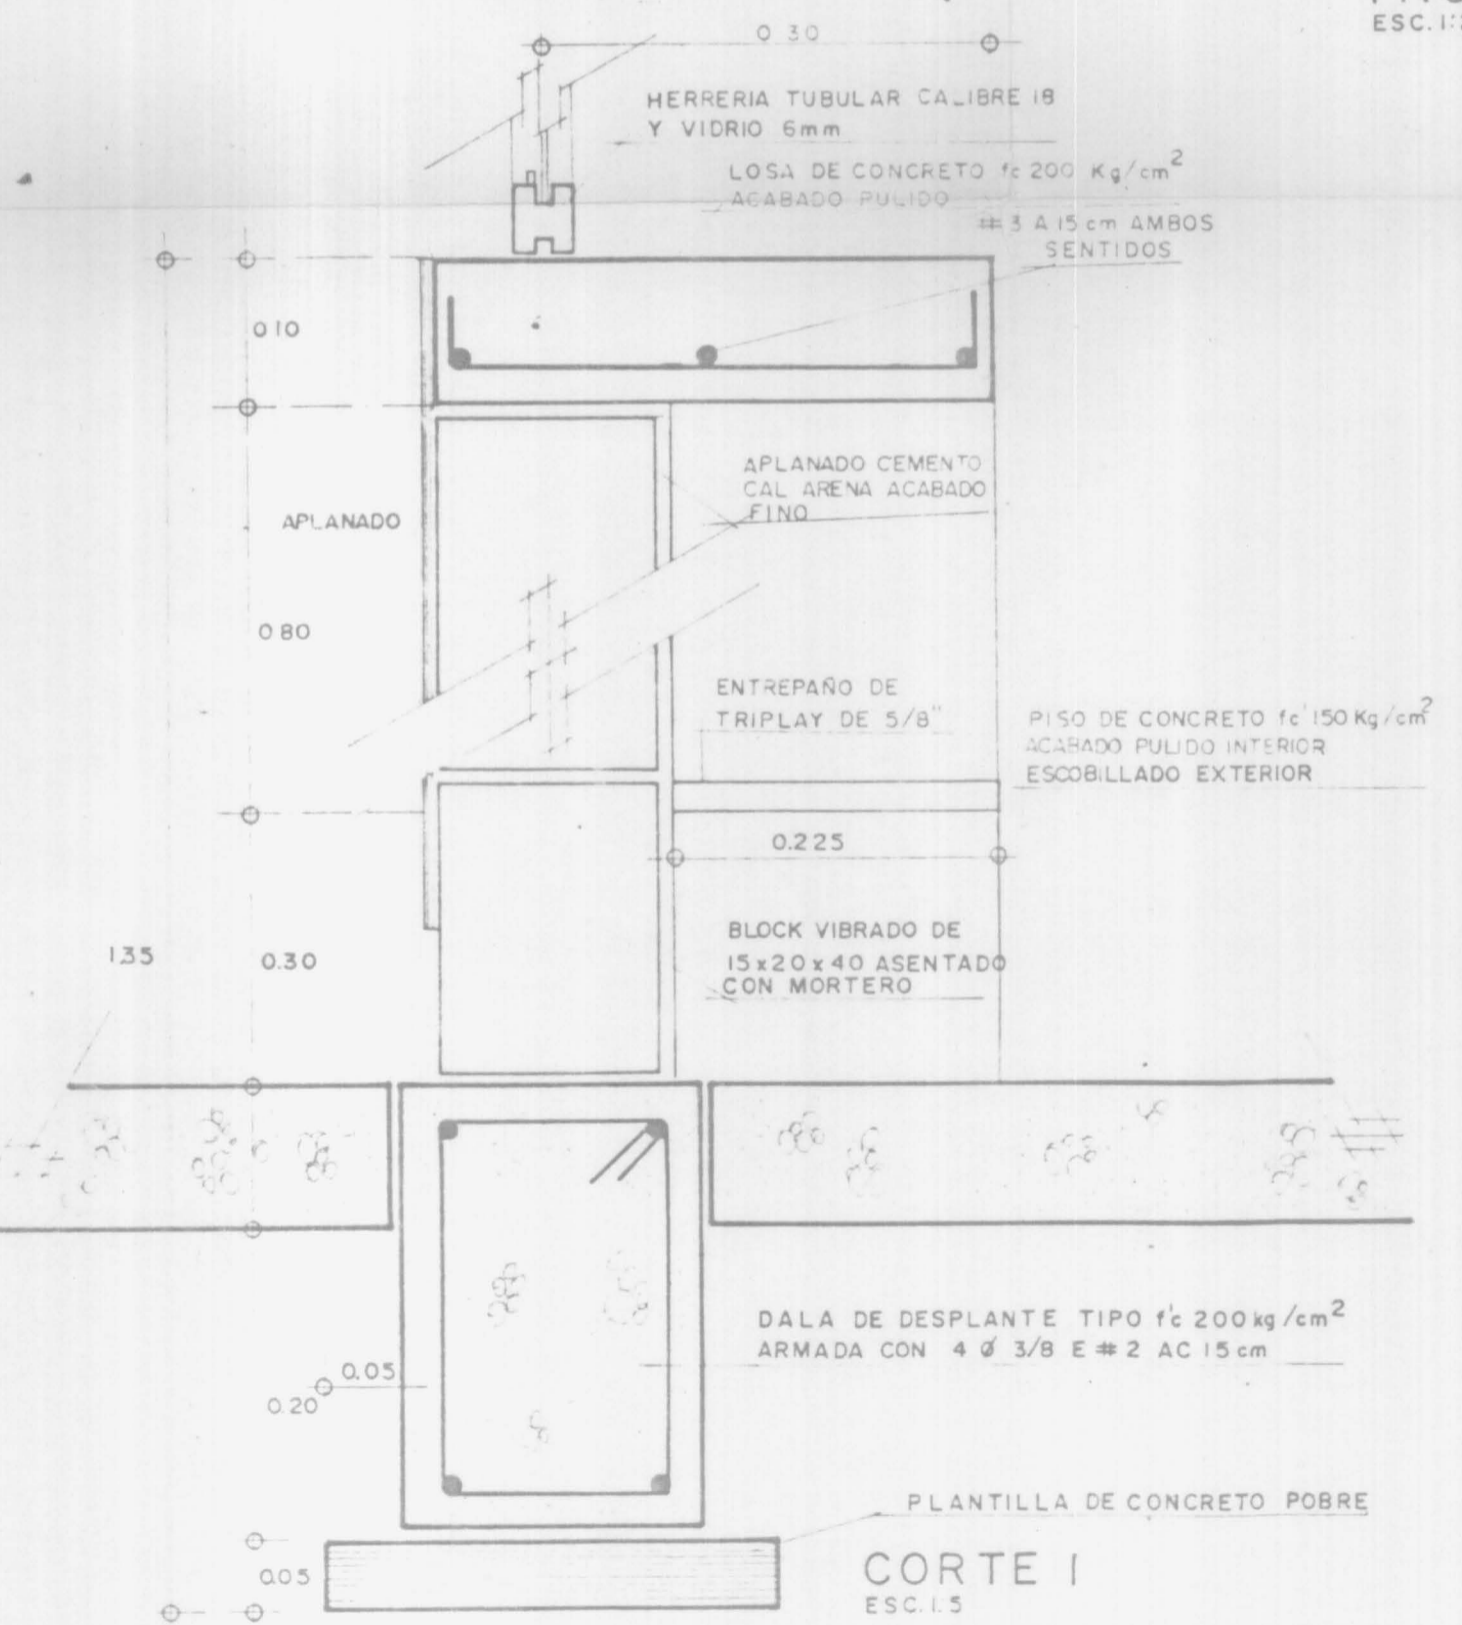 ESC. 1:
0 30
HERRERIA TUBULAR CALIBRE 18
Y VIDRIO 6mm
LOSA DE CONCRETO fc 200 Kg/cm²
ACABADO PULIDO
#3 A 15 cm AMBOS
SENTIDOS
0 10
APLANADO CEMENTO
CAL ARENA ACABADO
FINO
APLANADO
0 80
ENTREPAÑO DE
TRIPLAY DE 5/8"
PISO DE CONCRETO fc' 150 Kg/cm²
ACABADO PULIDO INTERIOR
ESCOBILLADO EXTERIOR
0.225
BLOCK VIBRADO DE
15x20x40 ASENTADO
CON MORTERO
1.35
0.30
DALA DE DESPLANTE TIPO f'c 200 kg/cm²
ARMADA CON 4 Ø 3/8 E # 2 AC 15 cm
0.05
0.20
PLANTILLA DE CONCRETO POBRE
0.05
CORTE 1
ESC. 1:5